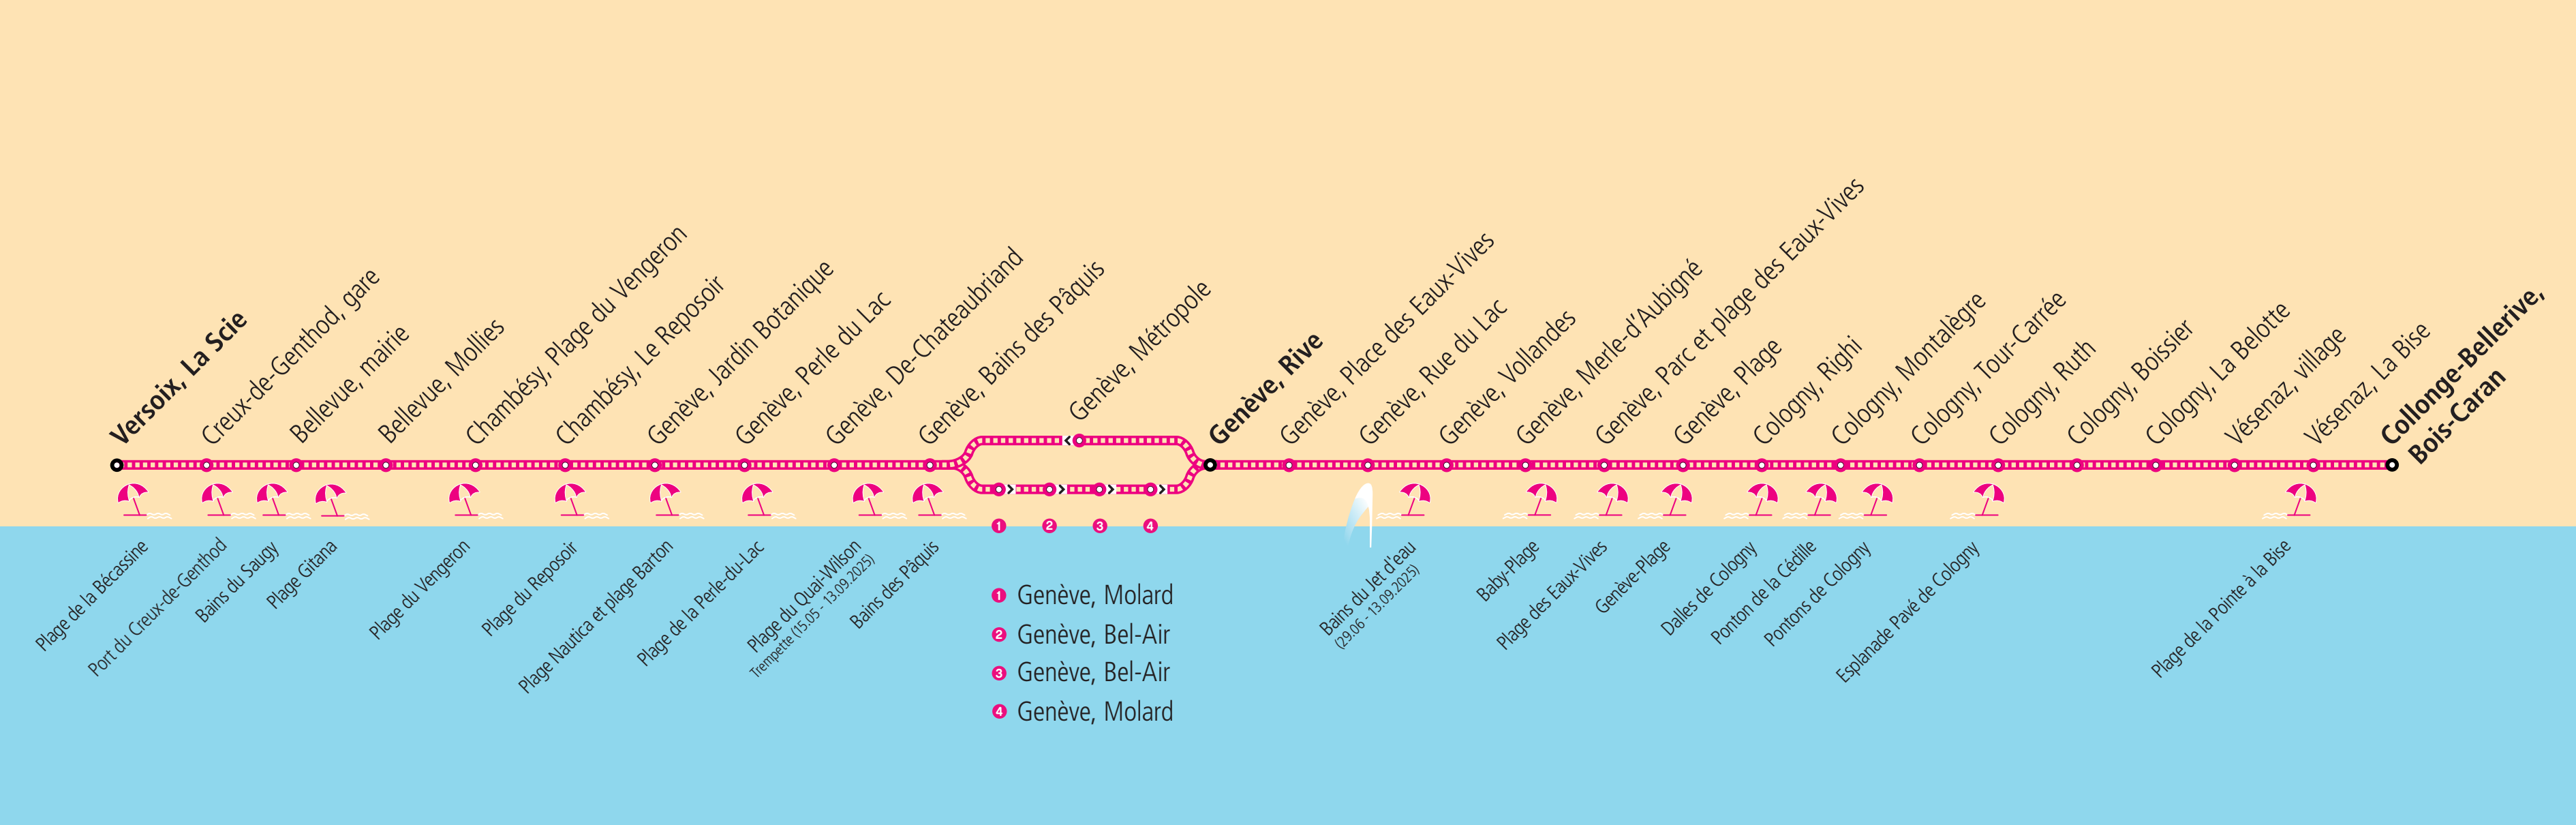 Versoix, La Scie
Creux-de-Genthod, gare
Bellevue, mairie
Bellevue, Mollies
Chambésy, Plage du Vengeron
Chambésy, Le Reposoir
Genève, Jardin Botanique
Genève, Perle du Lac
Genève, De-Chateaubriand
Genève, Bains des Pâquis
Genève, Métropole
Genève, Rive
Genève, Place des Eaux-Vives
Genève, Rue du Lac
Genève, Vollandes
Genève, Merle-d'Aubigné
Genève, Parc et plage des Eaux-Vives
Genève, Plage
Cologny, Righi
Cologny, Montalègre
Cologny, Tour-Carrée
Cologny, Ruth
Cologny, Boissier
Cologny, La Belotte
Vésenaz, village
Vésenaz, La Bise
Collonge-Bellerive,
Bois-Caran
1 2 3 4
Plage de la Bécassine
Port du Creux-de-Genthod
Bains du Saugy
Plage Gitana
Plage du Vengeron
Plage du Reposoir
Plage Nautica et plage Barton
Plage de la Perle-du-Lac
Plage du Quai-Wilson
Trempette (15.05 - 13.09.2025)
Bains des Pâquis
1 Genève, Molard
2 Genève, Bel-Air
3 Genève, Bel-Air
4 Genève, Molard
Bains du Jet d'eau
(29.06 - 13.09.2025)
Baby-Plage
Plage des Eaux-Vives
Genève-Plage
Dalles de Cologny
Ponton de la Cédille
Pontons de Cologny
Esplanade Pavé de Cologny
Plage de la Pointe à la Bise